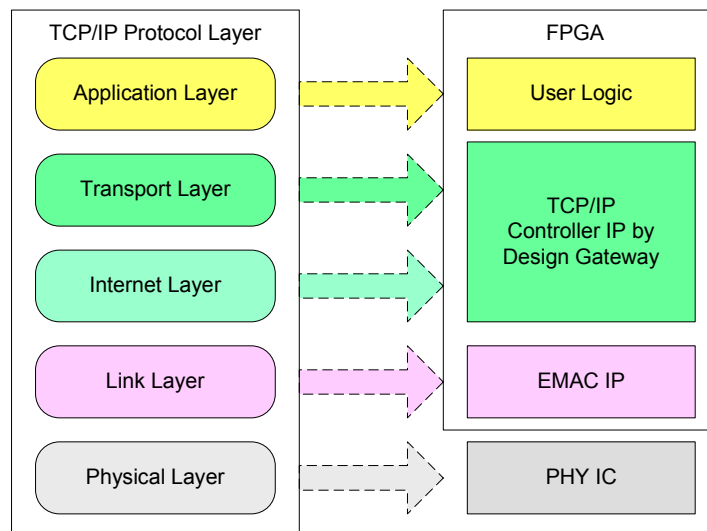 TCP/IP Protocol Layer
FPGA
Application Layer
User Logic
Transport Layer
TCP/IP
Controller IP by
Design Gateway
Internet Layer
Link Layer
EMAC IP
Physical Layer
PHY IC